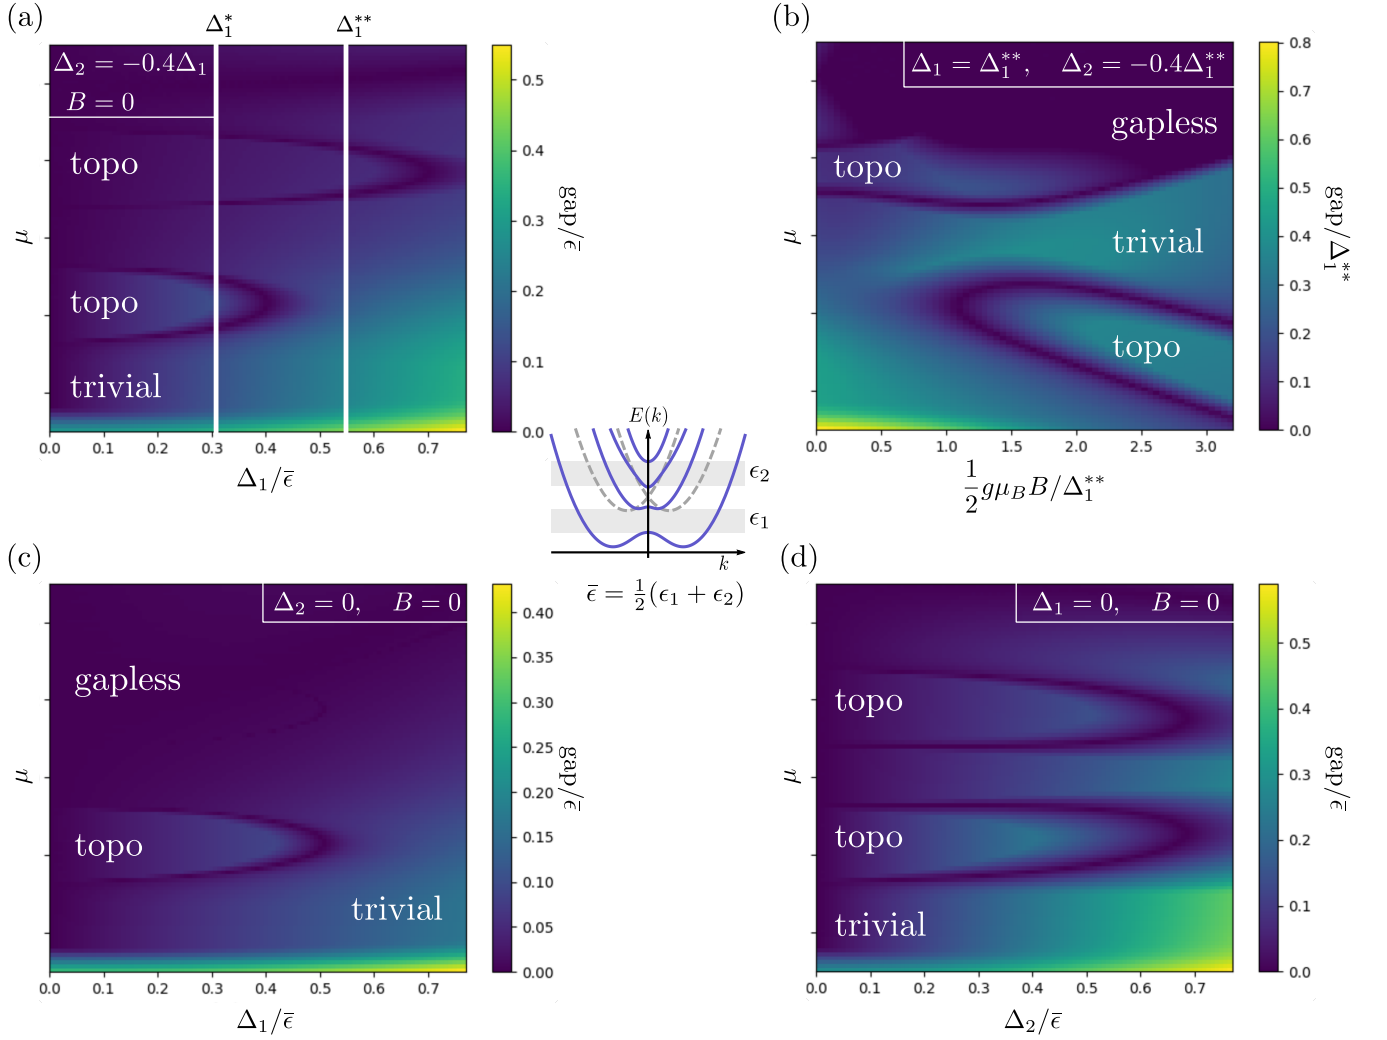 (a)
Δ₁*
Δ₁**
Δ₂ = −0.4Δ₁
B = 0
topo
topo
trivial
μ
0.0 0.1 0.2 0.3 0.4 0.5 0.6 0.7
Δ₁/ε̄
0.5
0.4
0.3
0.2
0.1
0.0
gap/ε̄
(b)
Δ₁ = Δ₁**, Δ₂ = −0.4Δ₁**
gapless
topo
trivial
topo
μ
0.0 0.5 1.0 1.5 2.0 2.5 3.0
½gμ_BB/Δ₁**
0.8
0.7
0.6
0.5
0.4
0.3
0.2
0.1
0.0
gap/Δ₁**
E(k)
ϵ₂
ϵ₁
k
ϵ̄ = ½(ϵ₁ + ϵ₂)
(c)
Δ₂ = 0, B = 0
gapless
topo
trivial
μ
0.0 0.1 0.2 0.3 0.4 0.5 0.6 0.7
Δ₁/ε̄
0.40
0.35
0.30
0.25
0.20
0.15
0.10
0.05
0.00
gap/ε̄
(d)
Δ₁ = 0, B = 0
topo
topo
trivial
μ
0.0 0.1 0.2 0.3 0.4 0.5 0.6 0.7
Δ₂/ε̄
0.5
0.4
0.3
0.2
0.1
0.0
gap/ε̄